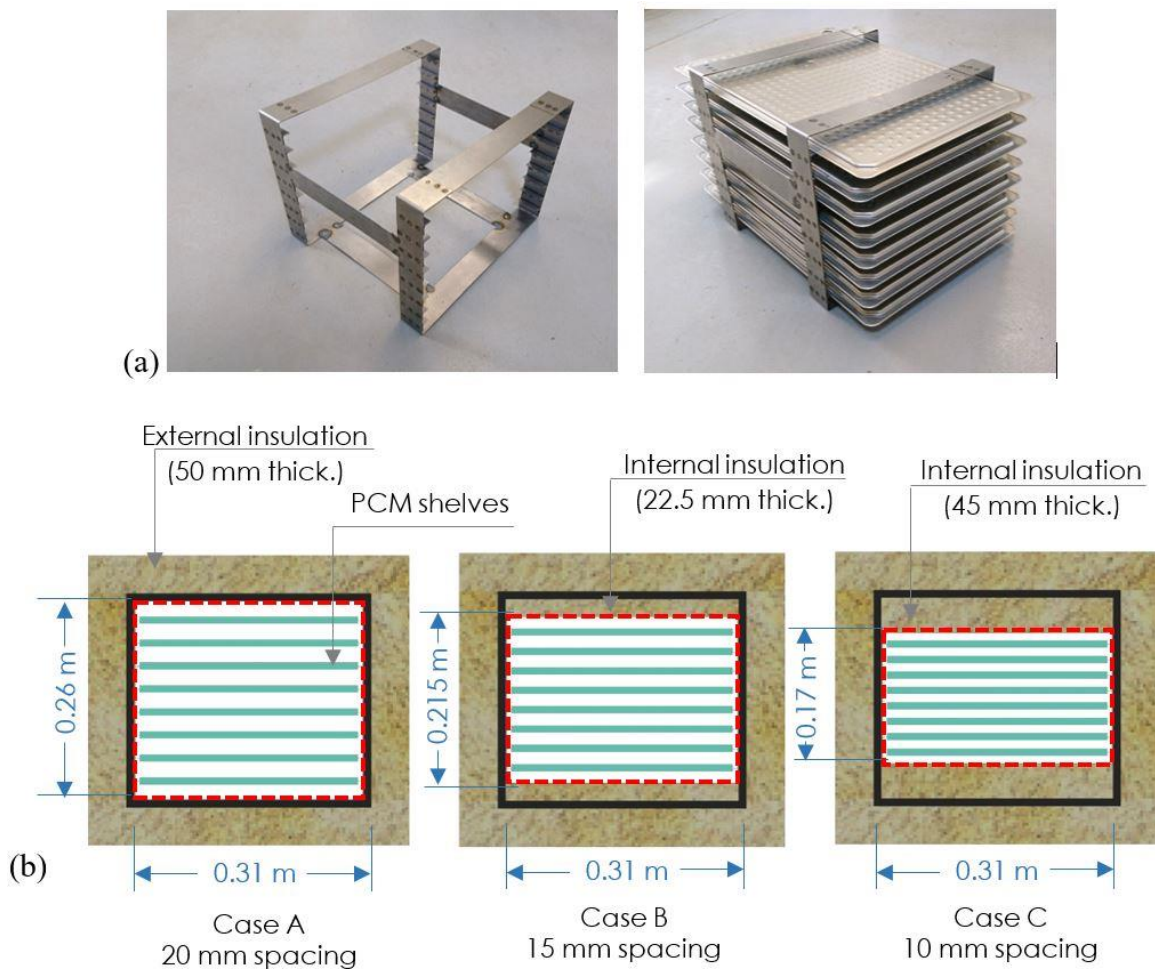 (a)
External insulation
(50 mm thick.)
PCM shelves
Internal insulation
(22.5 mm thick.)
Internal insulation
(45 mm thick.)
0.26 m
0.215 m
0.17 m
(b)
0.31 m
0.31 m
0.31 m
Case A
20 mm spacing
Case B
15 mm spacing
Case C
10 mm spacing